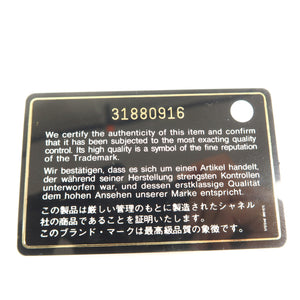 31880916
We certify the authenticity of this item and confirm
that it has been subjected to the most exacting quality
control. Its high quality is a symbol of the fine reputation
of the Trademark.
Wir bestätigen, dass es sich um einen Artikel handelt,
der während seiner Herstellung strengsten Kontrollen
unterworfen war, und dessen erstklassige Qualität
dem hohen Ansehen unserer Marke entspricht.
この製品は厳しい管理のもとに製造されたシャネル
社の商品であることを証明いたします。
このブランド・マークは最高級品質の象徴です。